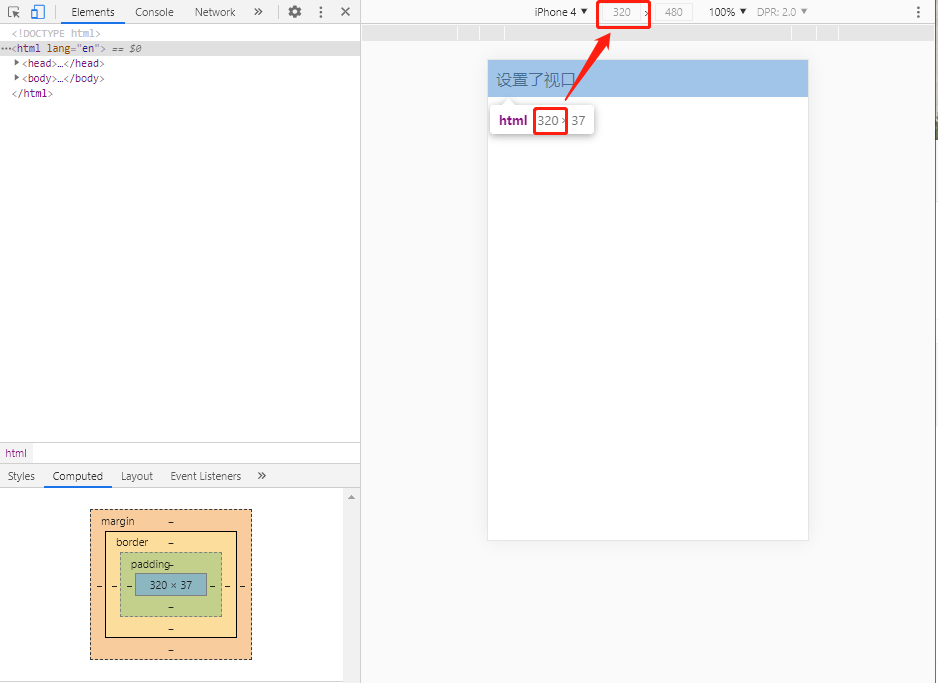 Elements Console Network »
iPhone 4 ▼ 320 × 480 100% ▼ DPR: 2.0 ▼
<!DOCTYPE html>
⋯<html lang="en"> == $0
▶<head>…</head>
▶<body>…</body>
</html>
设置了视口
html 320 × 37
html
Styles Computed Layout Event Listeners »
margin –
border –
padding –
– – – 320 × 37 – – –
–
–
–